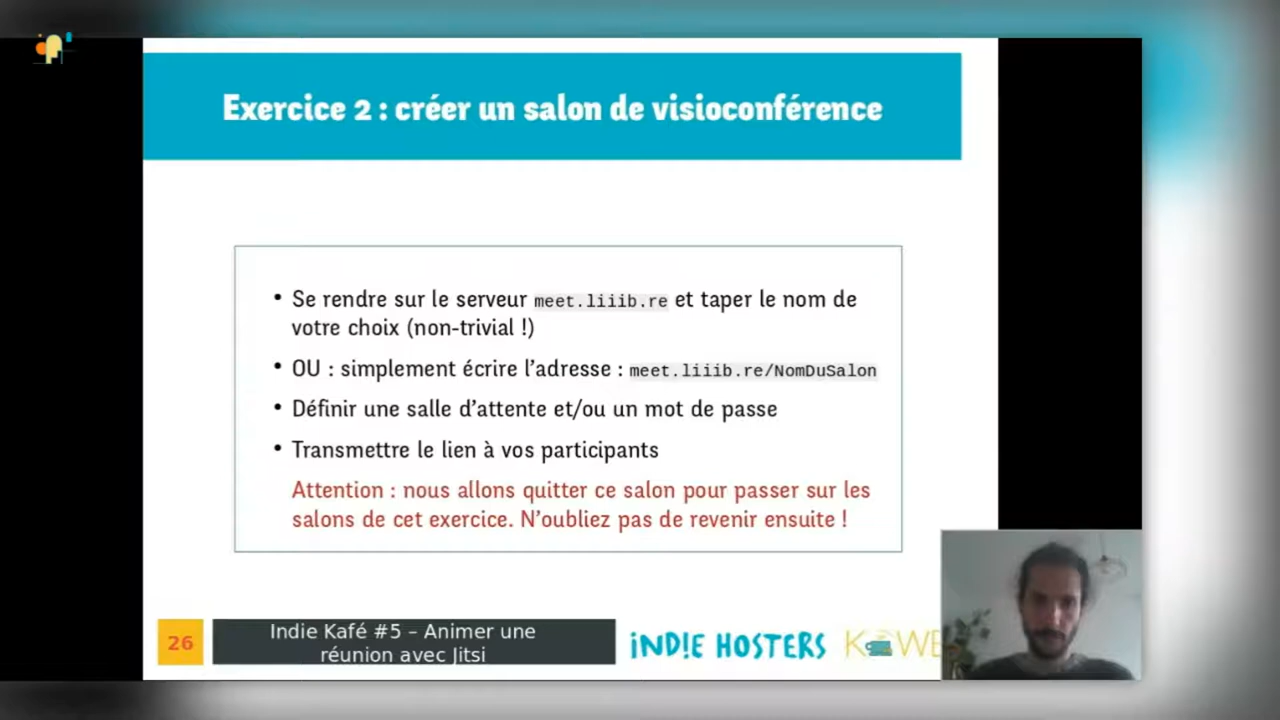 Exercice 2 : créer un salon de visioconférence
• Se rendre sur le serveur meet.liiib.re et taper le nom de
votre choix (non-trivial !)
• OU : simplement écrire l’adresse : meet.liiib.re/NomDuSalon
• Définir une salle d’attente et/ou un mot de passe
• Transmettre le lien à vos participants
Attention : nous allons quitter ce salon pour passer sur les
salons de cet exercice. N’oubliez pas de revenir ensuite !
26
Indie Kafé #5 – Animer une
réunion avec Jitsi
iNDIE HOSTERS